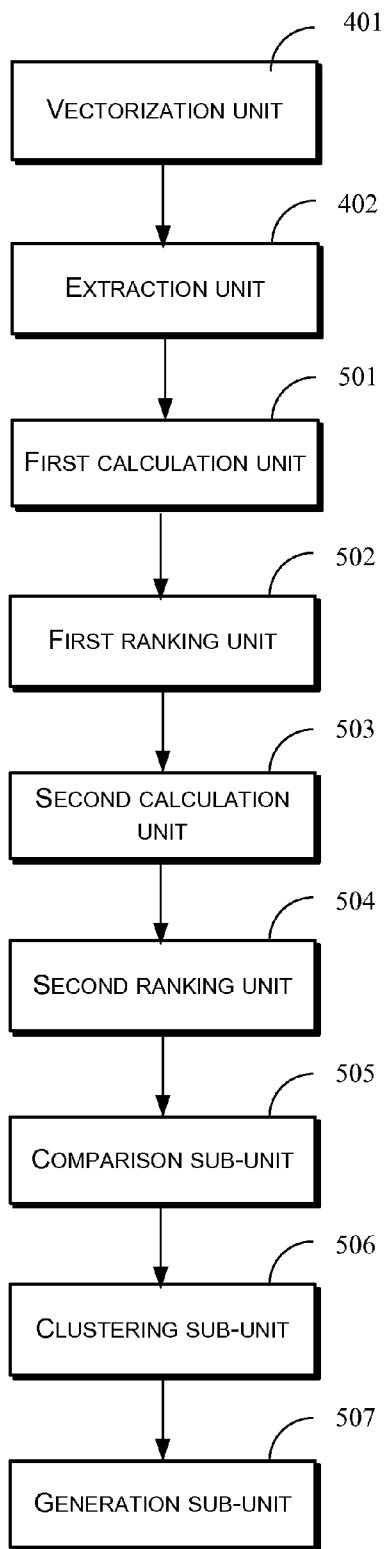 401
VECTORIZATION UNIT
402
EXTRACTION UNIT
501
FIRST CALCULATION UNIT
502
FIRST RANKING UNIT
503
SECOND CALCULATION
UNIT
504
SECOND RANKING UNIT
505
COMPARISON SUB-UNIT
506
CLUSTERING SUB-UNIT
507
GENERATION SUB-UNIT